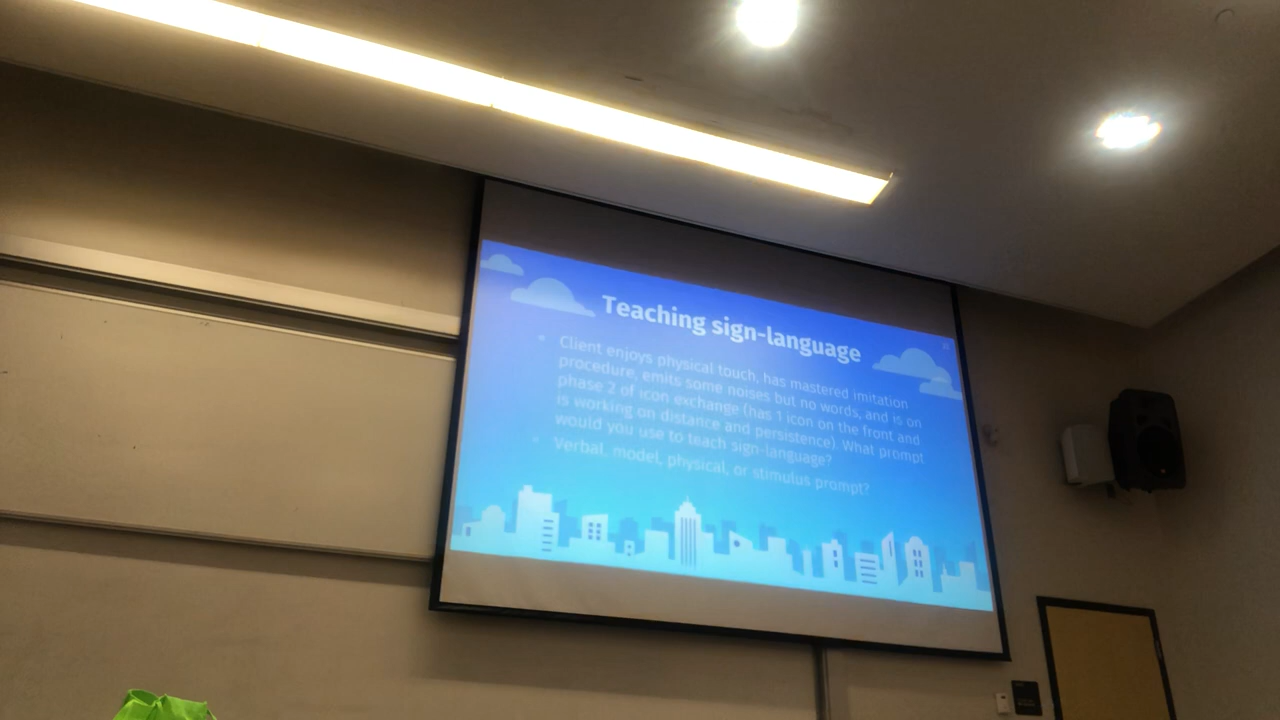 Teaching sign-language
Client enjoys physical touch, has mastered imitation
procedure, emits some noises but no words, and is on
phase 2 of icon exchange (has 1 icon on the front and
is working on distance and persistence). What prompt
would you use to teach sign-language?
Verbal, model, physical, or stimulus prompt?